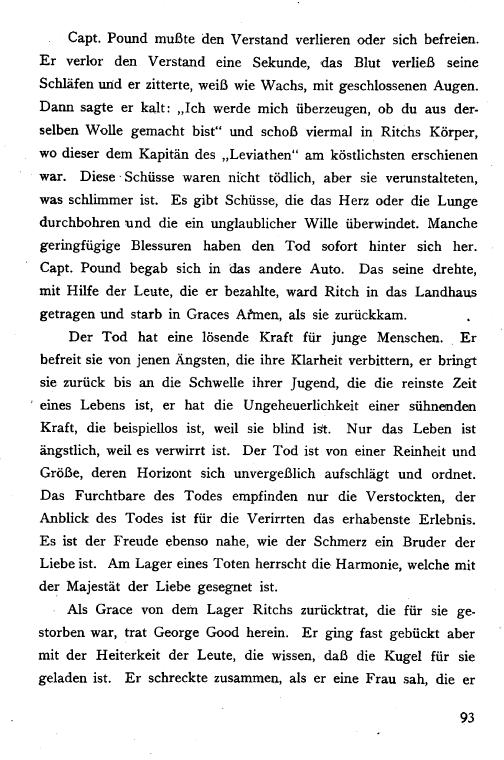 Capt. Pound mußte den Verstand verlieren oder sich befreien.
Er verlor den Verstand eine Sekunde, das Blut verließ seine
Schläfen und er zitterte, weiß wie Wachs, mit geschlossenen Augen.
Dann sagte er kalt: „Ich werde mich überzeugen, ob du aus der-
selben Wolle gemacht bist“ und schoß viermal in Ritchs Körper,
wo dieser dem Kapitän des „Leviathen“ am köstlichsten erschienen
war. Diese Schüsse waren nicht tödlich, aber sie verunstalteten,
was schlimmer ist. Es gibt Schüsse, die das Herz oder die Lunge
durchbohren und die ein unglaublicher Wille überwindet. Manche
geringfügige Blessuren haben den Tod sofort hinter sich her.
Capt. Pound begab sich in das andere Auto. Das seine drehte,
mit Hilfe der Leute, die er bezahlte, ward Ritch in das Landhaus
getragen und starb in Graces Armen, als sie zurückkam.
Der Tod hat eine lösende Kraft für junge Menschen. Er
befreit sie von jenen Ängsten, die ihre Klarheit verbittern, er bringt
sie zurück bis an die Schwelle ihrer Jugend, die die reinste Zeit
eines Lebens ist, er hat die Ungeheuerlichkeit einer sühnenden
Kraft, die beispiellos ist, weil sie blind ist. Nur das Leben ist
ängstlich, weil es verwirrt ist. Der Tod ist von einer Reinheit und
Größe, deren Horizont sich unvergeßlich aufschlägt und ordnet.
Das Furchtbare des Todes empfinden nur die Verstockten, der
Anblick des Todes ist für die Verirrten das erhabenste Erlebnis.
Es ist der Freude ebenso nahe, wie der Schmerz ein Bruder der
Liebe ist. Am Lager eines Toten herrscht die Harmonie, welche mit
der Majestät der Liebe gesegnet ist.
Als Grace von dem Lager Ritchs zurücktrat, die für sie ge-
storben war, trat George Good herein. Er ging fast gebückt aber
mit der Heiterkeit der Leute, die wissen, daß die Kugel für sie
geladen ist. Er schreckte zusammen, als er eine Frau sah, die er
93